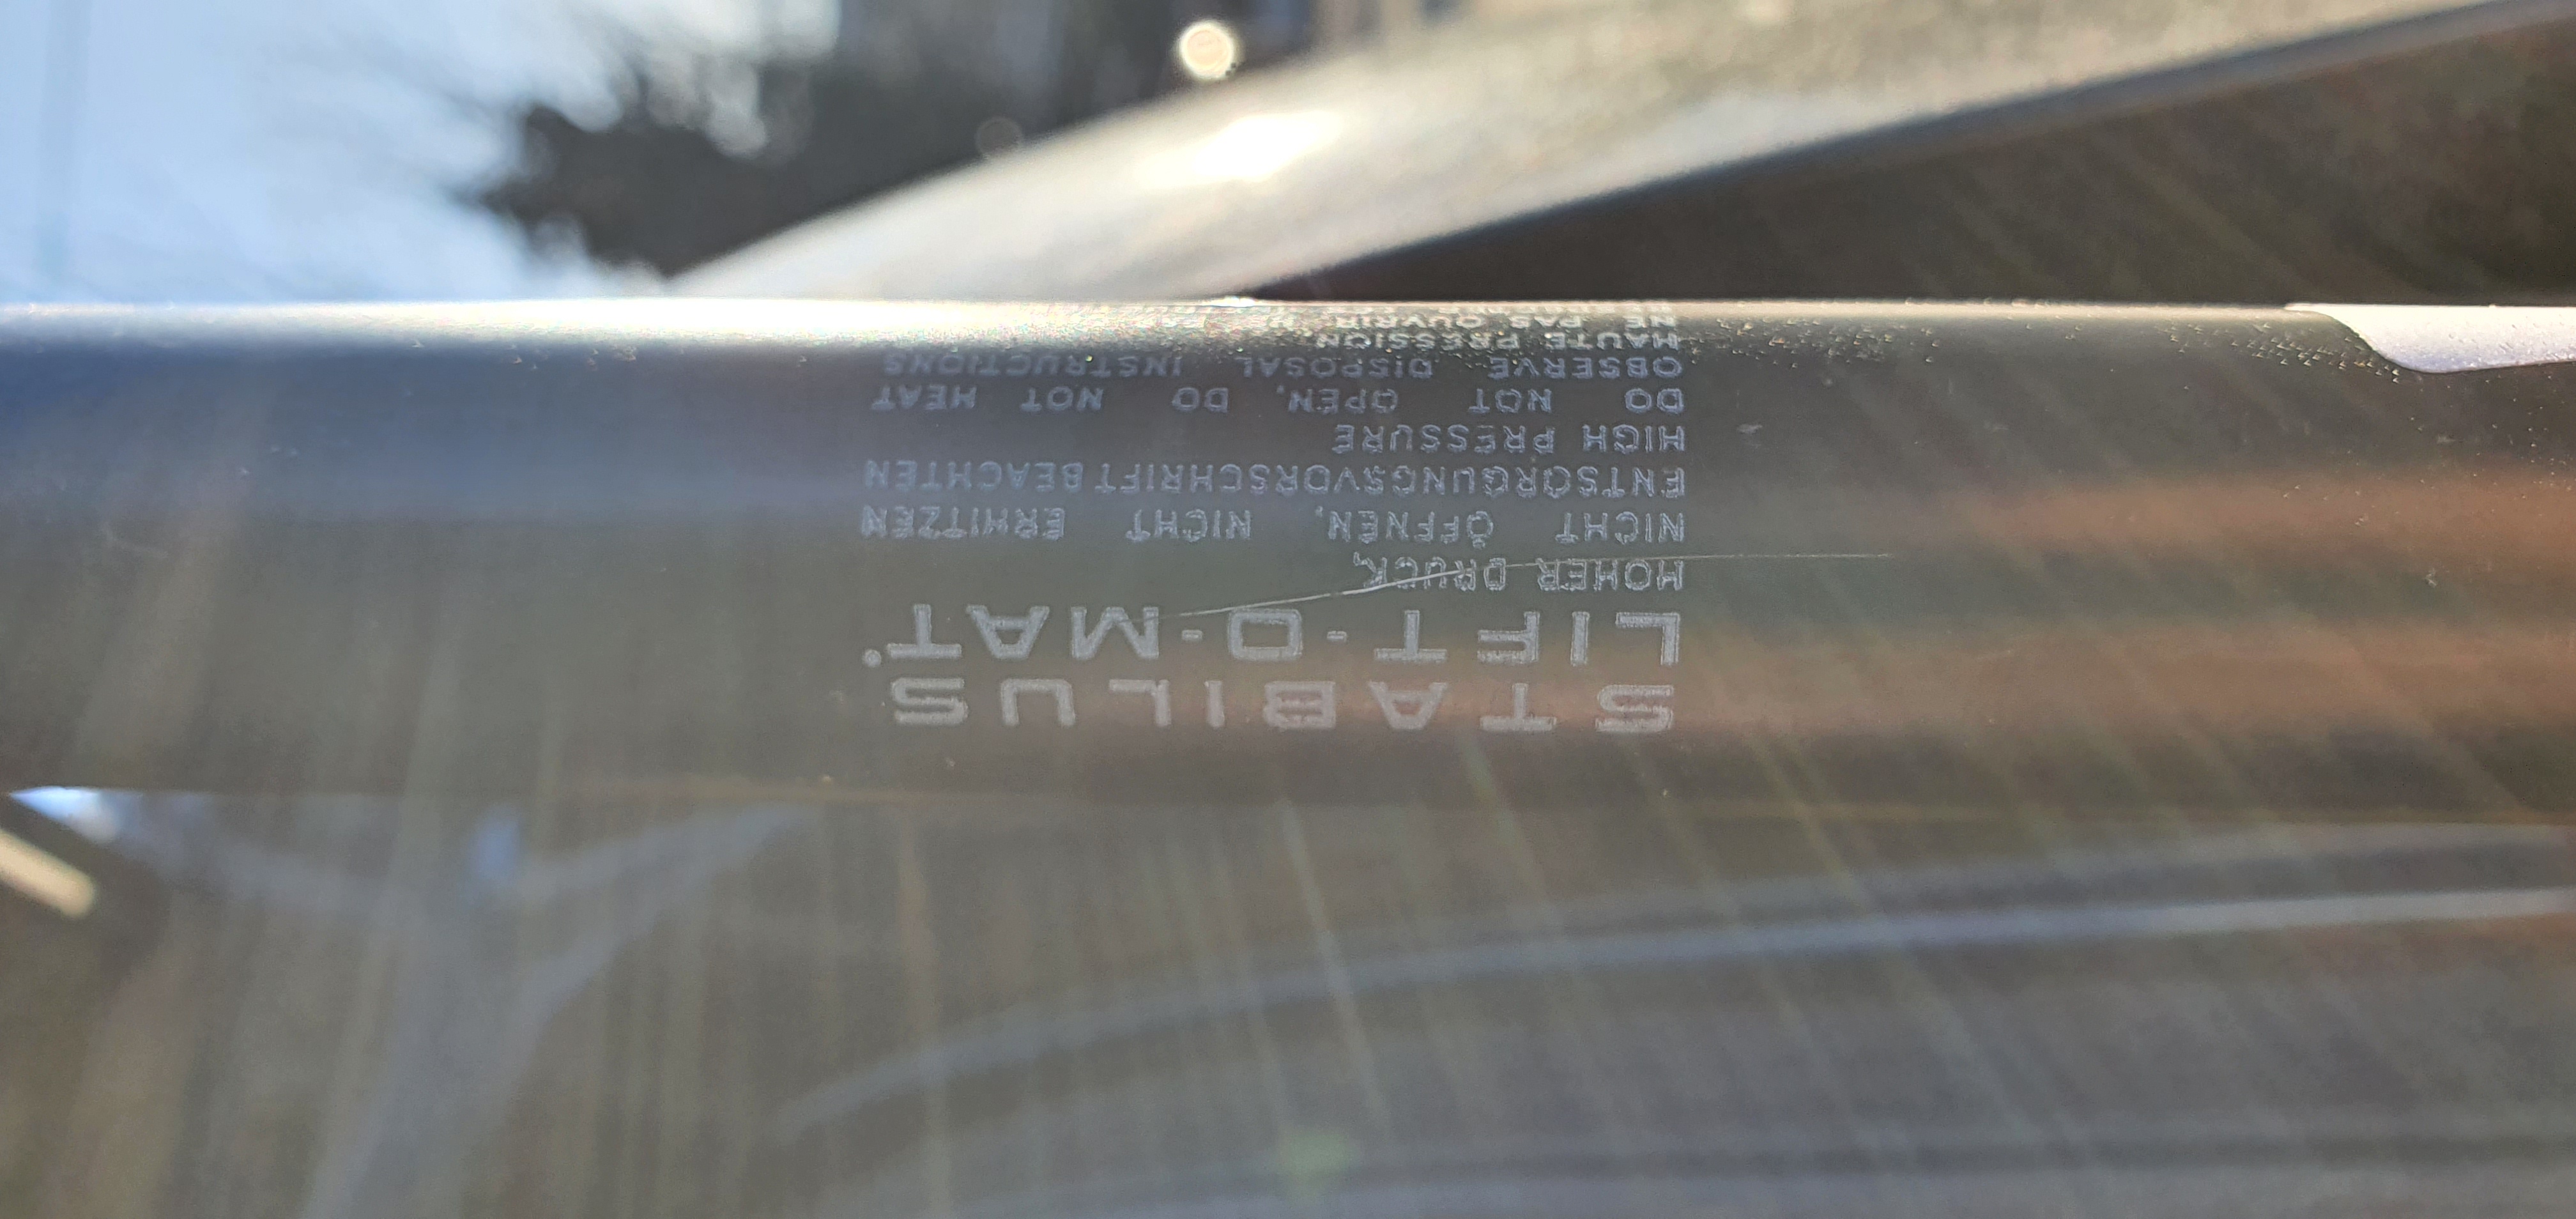 STABILUS
LIFT-O-MAT
HOHER DRUCK,
NICHT ÖFFNEN, NICHT ERHITZEN
ENTSORGUNGSVORSCHRIFT BEACHTEN
HIGH PRESSURE
DO NOT OPEN, DO NOT HEAT
OBSERVE DISPOSAL INSTRUCTIONS
HAUTE PRESSION
NE PAS OUVRIR